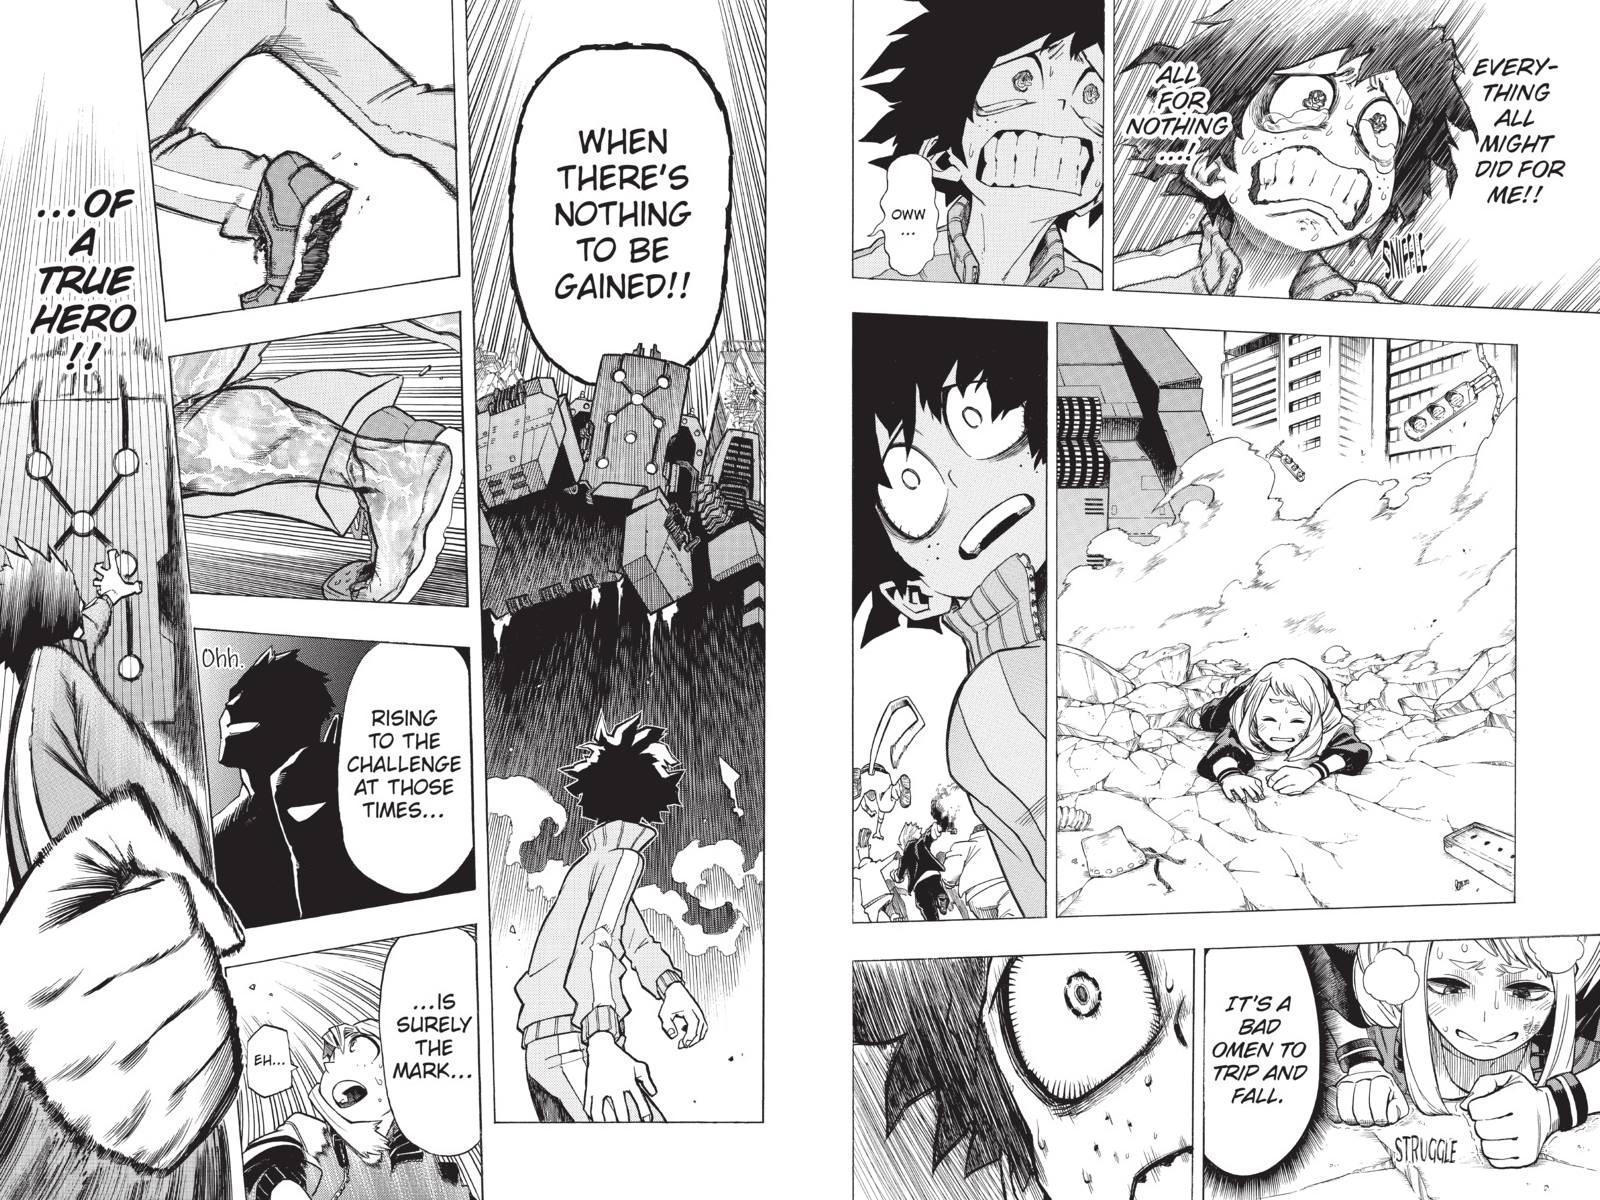 EVERY-
THING
ALL
MIGHT
DID FOR
ME!!
ALL
FOR
NOTHING
...!
SNIFFLE
OWW
...
IT'S A
BAD
OMEN TO
TRIP AND
FALL.
STRUGGLE
WHEN
THERE'S
NOTHING
TO BE
GAINED!!
RISING
TO THE
CHALLENGE
AT THOSE
TIMES...
Ohh.
...IS
SURELY
THE
MARK...
EH...
...OF
A
TRUE
HERO
!!